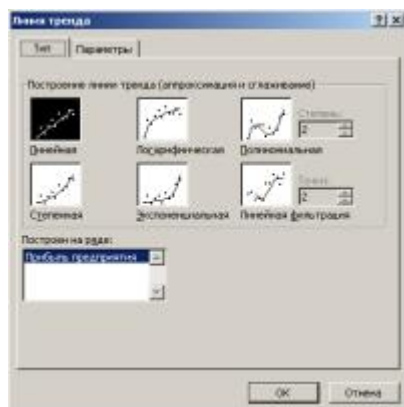 Линия тренда
Тип
Параметры
Построение линии тренда (аппроксимация и сглаживание)
Линейная
Логарифмическая
Полиномиальная
Степень:
2
Степенная
Экспоненциальная
Линейная фильтрация
Точки:
2
Построен на ряде:
Прибыль предприятия
ОК
Отмена